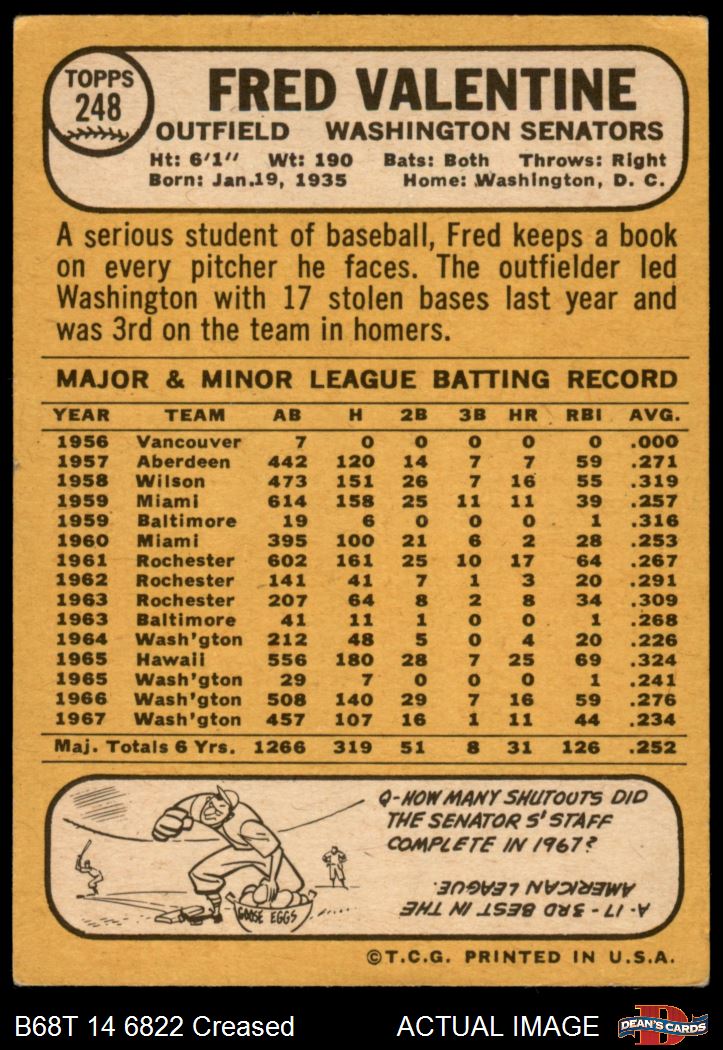 TOPPS
248
FRED VALENTINE
OUTFIELD WASHINGTON SENATORS
Ht: 6'1" Wt: 190 Bats: Both Throws: Right
Born: Jan.19, 1935 Home: Washington, D. C.
A serious student of baseball, Fred keeps a book
on every pitcher he faces. The outfielder led
Washington with 17 stolen bases last year and
was 3rd on the team in homers.
MAJOR & MINOR LEAGUE BATTING RECORD
YEAR TEAM AB H 2B 3B HR RBI AVG.
1956 Vancouver 7 0 0 0 0 0 .000
1957 Aberdeen 442 120 14 7 7 59 .271
1958 Wilson 473 151 26 7 16 55 .319
1959 Miami 614 158 25 11 11 39 .257
1959 Baltimore 19 6 0 0 0 1 .316
1960 Miami 395 100 21 6 2 28 .253
1961 Rochester 602 161 25 10 17 64 .267
1962 Rochester 141 41 7 1 3 20 .291
1963 Rochester 207 64 8 2 8 34 .309
1963 Baltimore 41 11 1 0 0 1 .268
1964 Wash'gton 212 48 5 0 4 20 .226
1965 Hawaii 556 180 28 7 25 69 .324
1965 Wash'gton 29 7 0 0 0 1 .241
1966 Wash'gton 508 140 29 7 16 59 .276
1967 Wash'gton 457 107 16 1 11 44 .234
Maj. Totals 6 Yrs. 1266 319 51 8 31 126 .252
Q-HOW MANY SHUTOUTS DID
THE SENATOR S' STAFF
COMPLETE IN 1967?
A-17 - 3RD BEST IN THE
AMERICAN LEAGUE.
GOOSE EGGS
©T.C.G. PRINTED IN U.S.A.
B68T 14 6822 Creased ACTUAL IMAGE
DEAN'S CARDS